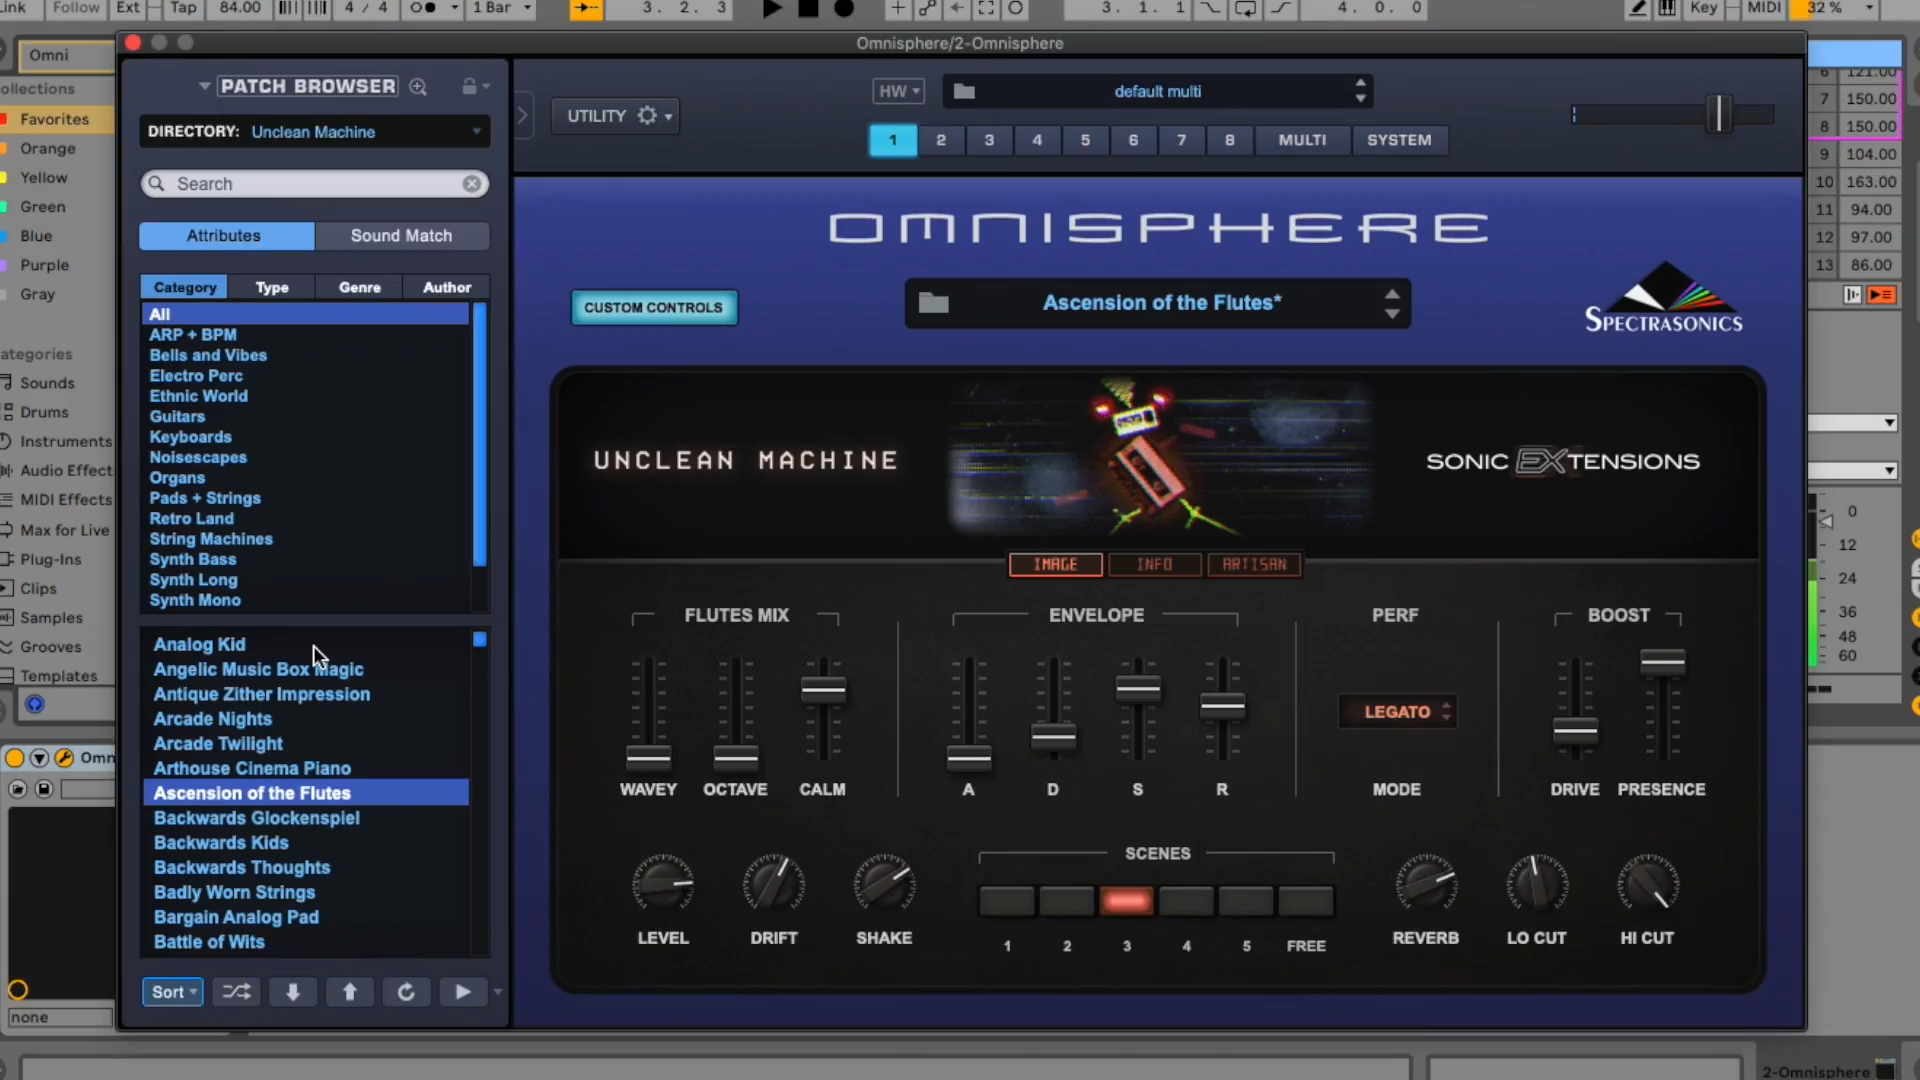 Link Follow Ext Tap 84.00 4 / 4 1 Bar 3. 2. 3 3. 1. 1 4. 0. 0 Key MIDI 32 %
Omnisphere/2-Omnisphere
Omni
ollections
Favorites
Orange
Yellow
Green
Blue
Purple
Gray
ategories
Sounds
Drums
Instruments
Audio Effec
MIDI Effects
Max for Live
Plug-Ins
Clips
Samples
Grooves
Templates
Omn
none
PATCH BROWSER
DIRECTORY: Unclean Machine
Search
Attributes Sound Match
Category Type Genre Author
All
ARP + BPM
Bells and Vibes
Electro Perc
Ethnic World
Guitars
Keyboards
Noisescapes
Organs
Pads + Strings
Retro Land
String Machines
Synth Bass
Synth Long
Synth Mono
Analog Kid
Angelic Music Box Magic
Antique Zither Impression
Arcade Nights
Arcade Twilight
Arthouse Cinema Piano
Ascension of the Flutes
Backwards Glockenspiel
Backwards Kids
Backwards Thoughts
Badly Worn Strings
Bargain Analog Pad
Battle of Wits
Sort
UTILITY
HW default multi
1 2 3 4 5 6 7 8 MULTI SYSTEM
OMNISPHERE
CUSTOM CONTROLS
Ascension of the Flutes*
SPECTRASONICS
UNCLEAN MACHINE
SONIC EXTENSIONS
IMAGE INFO ARTISAN
FLUTES MIX ENVELOPE PERF BOOST
LEGATO
WAVEY OCTAVE CALM A D S R MODE DRIVE PRESENCE
SCENES
LEVEL DRIFT SHAKE 1 2 3 4 5 FREE REVERB LO CUT HI CUT
6 121.00
7 150.00
8 150.00
9 104.00
10 163.00
11 94.00
12 97.00
13 86.00
0
12
24
36
48
60
2-Omnisphere